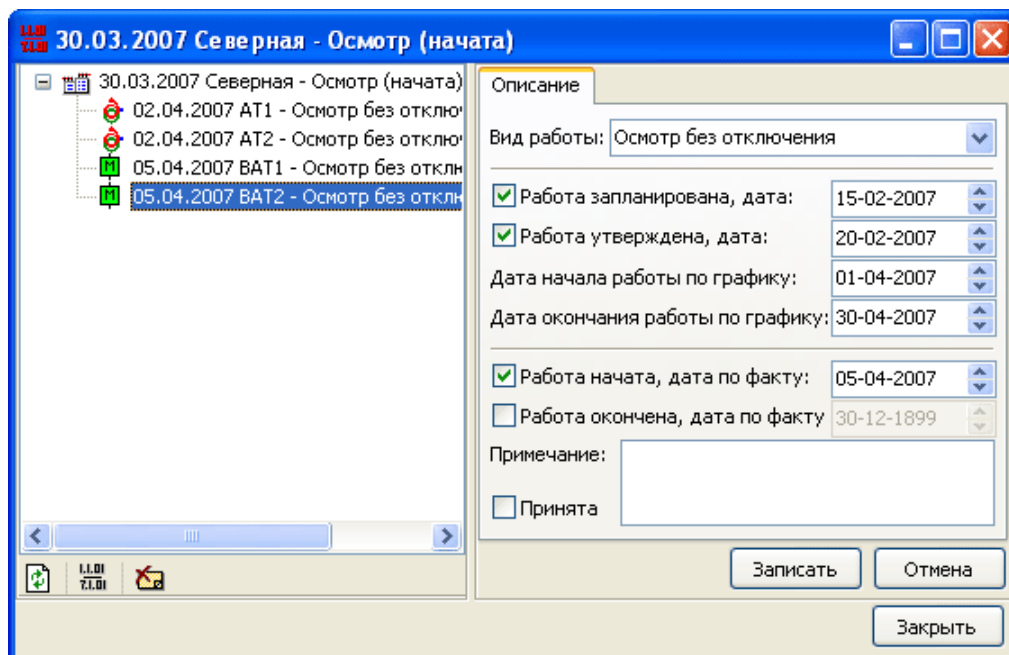 30.03.2007 Северная - Осмотр (начата)
30.03.2007 Северная - Осмотр (начата)
02.04.2007 АТ1 - Осмотр без отклю
02.04.2007 АТ2 - Осмотр без отклю
М 05.04.2007 ВАТ1 - Осмотр без откл
М 05.04.2007 ВАТ2 - Осмотр без откл
Описание
Вид работы: Осмотр без отключения
Работа запланирована, дата: 15-02-2007
Работа утверждена, дата: 20-02-2007
Дата начала работы по графику: 01-04-2007
Дата окончания работы по графику: 30-04-2007
Работа начата, дата по факту: 05-04-2007
Работа окончена, дата по факту 30-12-1899
Примечание:
Принята
Записать Отмена
Закрыть